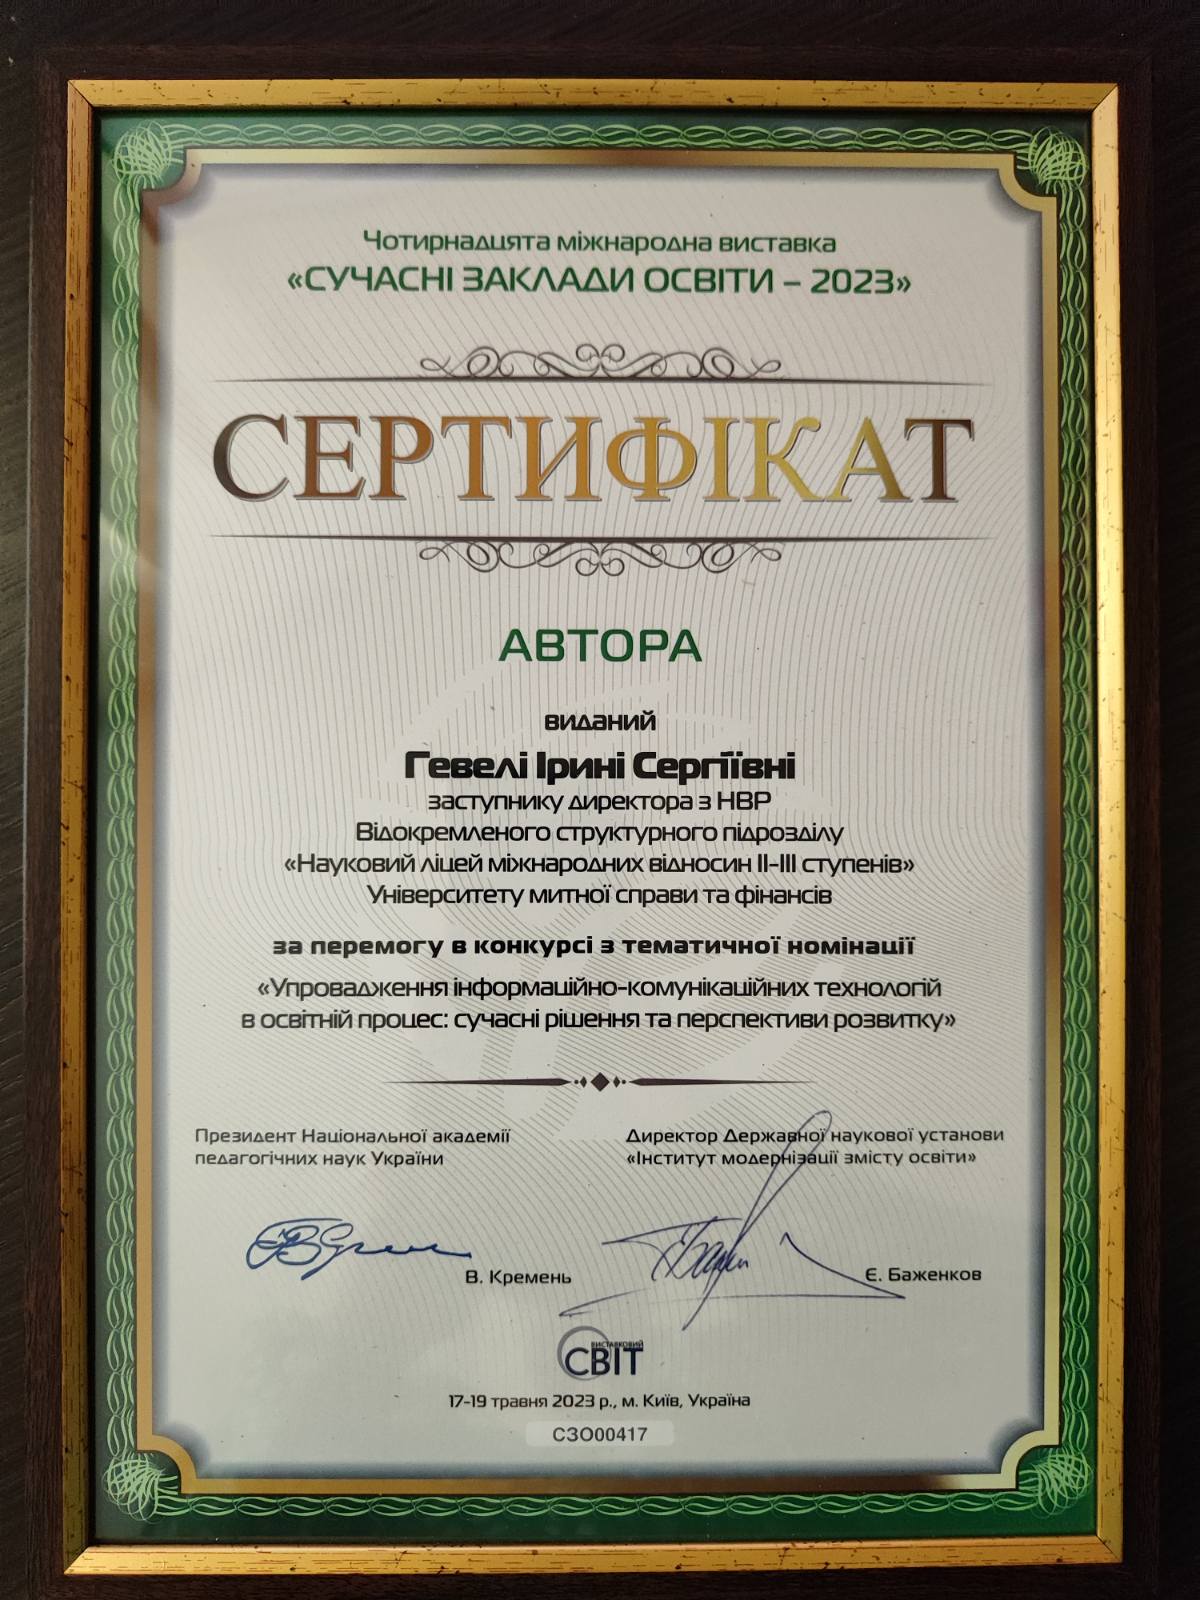 Чотирнадцята міжнародна виставка
«СУЧАСНІ ЗАКЛАДИ ОСВІТИ – 2023»
СЕРТИФІКАТ
АВТОРА
виданий
Гевелі Ірині Сергіївні
заступнику директора з НВР
Відокремленого структурного підрозділу
«Науковий ліцей міжнародних відносин ІІ-ІІІ ступенів»
Університету митної справи та фінансів
за перемогу в конкурсі з тематичної номінації
«Упровадження інформаційно-комунікаційних технологій
в освітній процес: сучасні рішення та перспективи розвитку»
Президент Національної академії
педагогічних наук України
В. Кремень
Директор Державної наукової установи
«Інститут модернізації змісту освіти»
Є. Баженков
ВИСТАВКОВИЙ
СВІТ
17-19 травня 2023 р., м. Київ, Україна
СЗО00417